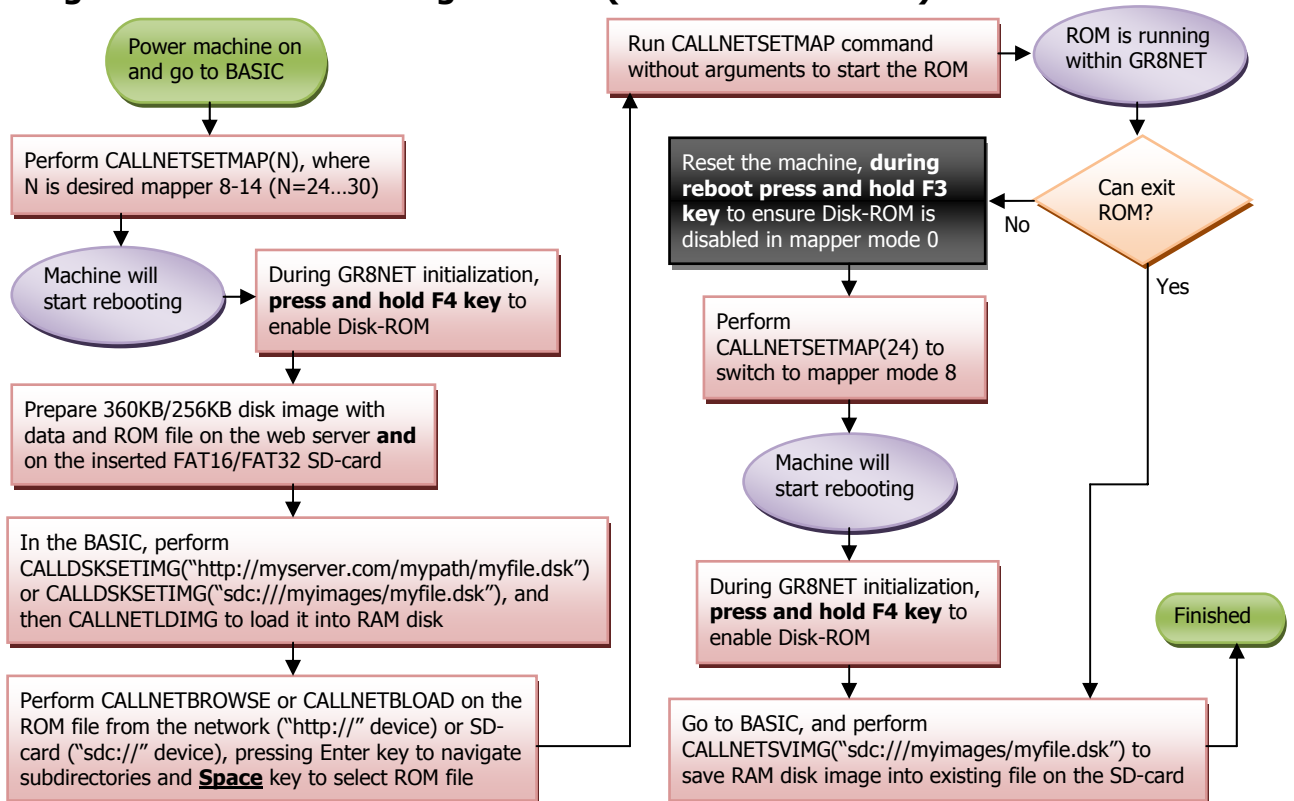 Power machine on
and go to BASIC
Perform CALLNETSETMAP(N), where
N is desired mapper 8-14 (N=24...30)
Machine will
start rebooting
During GR8NET initialization,
press and hold F4 key to
enable Disk-ROM
Prepare 360KB/256KB disk image with
data and ROM file on the web server and
on the inserted FAT16/FAT32 SD-card
In the BASIC, perform
CALLDSKSETIMG(“http://myserver.com/mypath/myfile.dsk”)
or CALLDSKSETIMG(“sdc:///myimages/myfile.dsk”), and
then CALLNETLDIMG to load it into RAM disk
Perform CALLNETBROWSE or CALLNETBLOAD on the
ROM file from the network (“http://” device) or SD-
card (“sdc://” device), pressing Enter key to navigate
subdirectories and Space key to select ROM file
Run CALLNETSETMAP command
without arguments to start the ROM
ROM is running
within GR8NET
Can exit
ROM?
No
Yes
Reset the machine, during
reboot press and hold F3
key to ensure Disk-ROM is
disabled in mapper mode 0
Perform
CALLNETSETMAP(24) to
switch to mapper mode 8
Machine will
start rebooting
During GR8NET initialization,
press and hold F4 key to
enable Disk-ROM
Go to BASIC, and perform
CALLNETSVIMG(“sdc:///myimages/myfile.dsk”) to
save RAM disk image into existing file on the SD-card
Finished